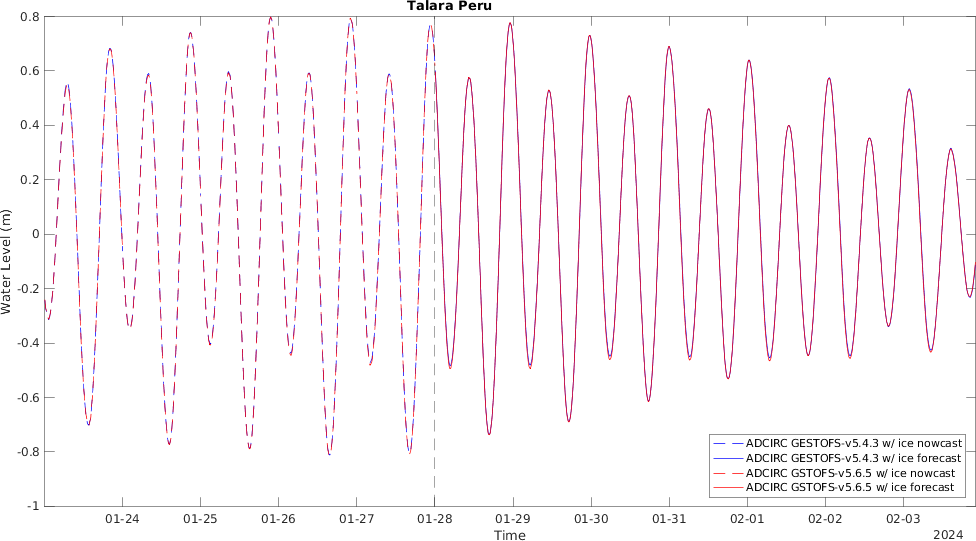 Talara Peru
0.8
0.6
0.4
0.2
0
-0.2
-0.4
-0.6
-0.8
-1
Water Level (m)
ADCIRC GESTOFS-v5.4.3 w/ ice nowcast
ADCIRC GESTOFS-v5.4.3 w/ ice forecast
ADCIRC GSTOFS-v5.6.5 w/ ice nowcast
ADCIRC GSTOFS-v5.6.5 w/ ice forecast
01-24 01-25 01-26 01-27 01-28 01-29 01-30 01-31 02-01 02-02 02-03
Time
2024